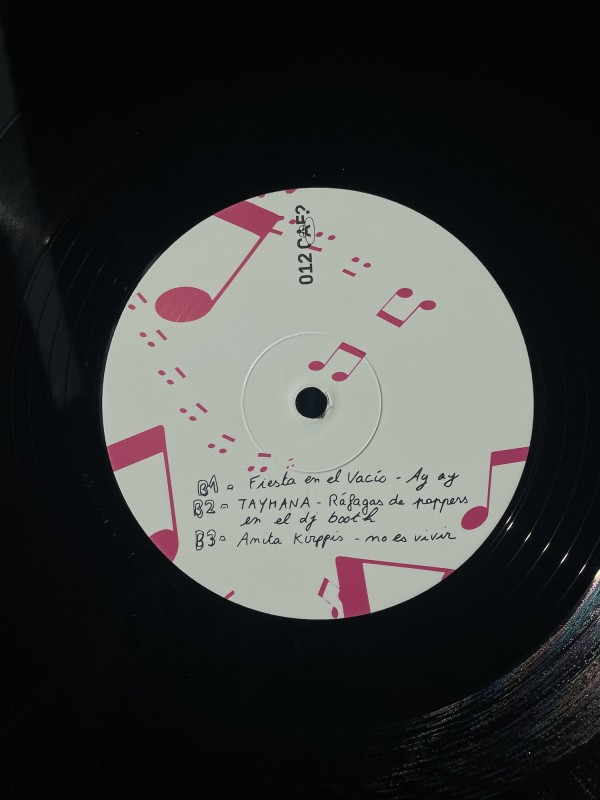 012 CAF?
B1 = Fiesta en el Vacío - Ay ay
B2 = TAYHANA - Ráfagas de poppers
en el dj booth
B3 = Anita Kirppis - no es vivir